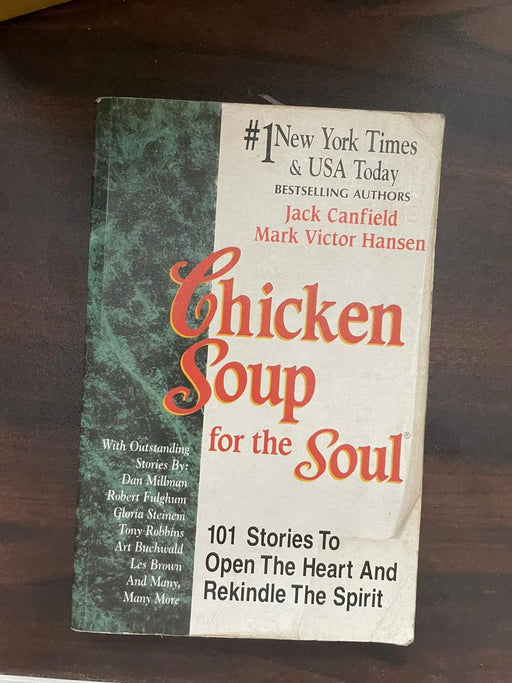 #1 New York Times
& USA Today
BESTSELLING AUTHORS
Jack Canfield
Mark Victor Hansen
Chicken
Soup
for the Soul®
With Outstanding
Stories By:
Dan Millman
Robert Fulghum
Gloria Steinem
Tony Robbins
Art Buchwald
Les Brown
And Many,
Many More
101 Stories To
Open The Heart And
Rekindle The Spirit